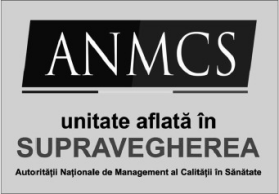 ANMCS
unitate aflată în
SUPRAVEGHEREA
Autorității Naționale de Management al Calității în Sănătate